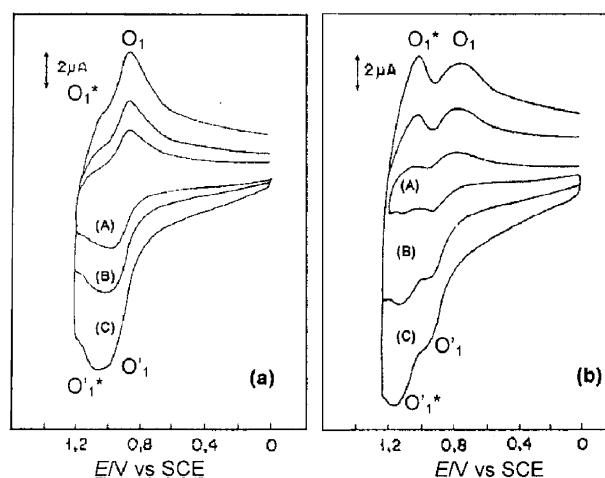 O₁
2µA
O₁*
(A)
(B)
(C)
O'₁
O'₁*
(a)
1,2 0,8 0,4 0
E/V vs SCE
O₁* O₁
2µA
(A)
(B)
(C)
O'₁
O'₁*
(b)
1,2 0,8 0,4 0
E/V vs SCE